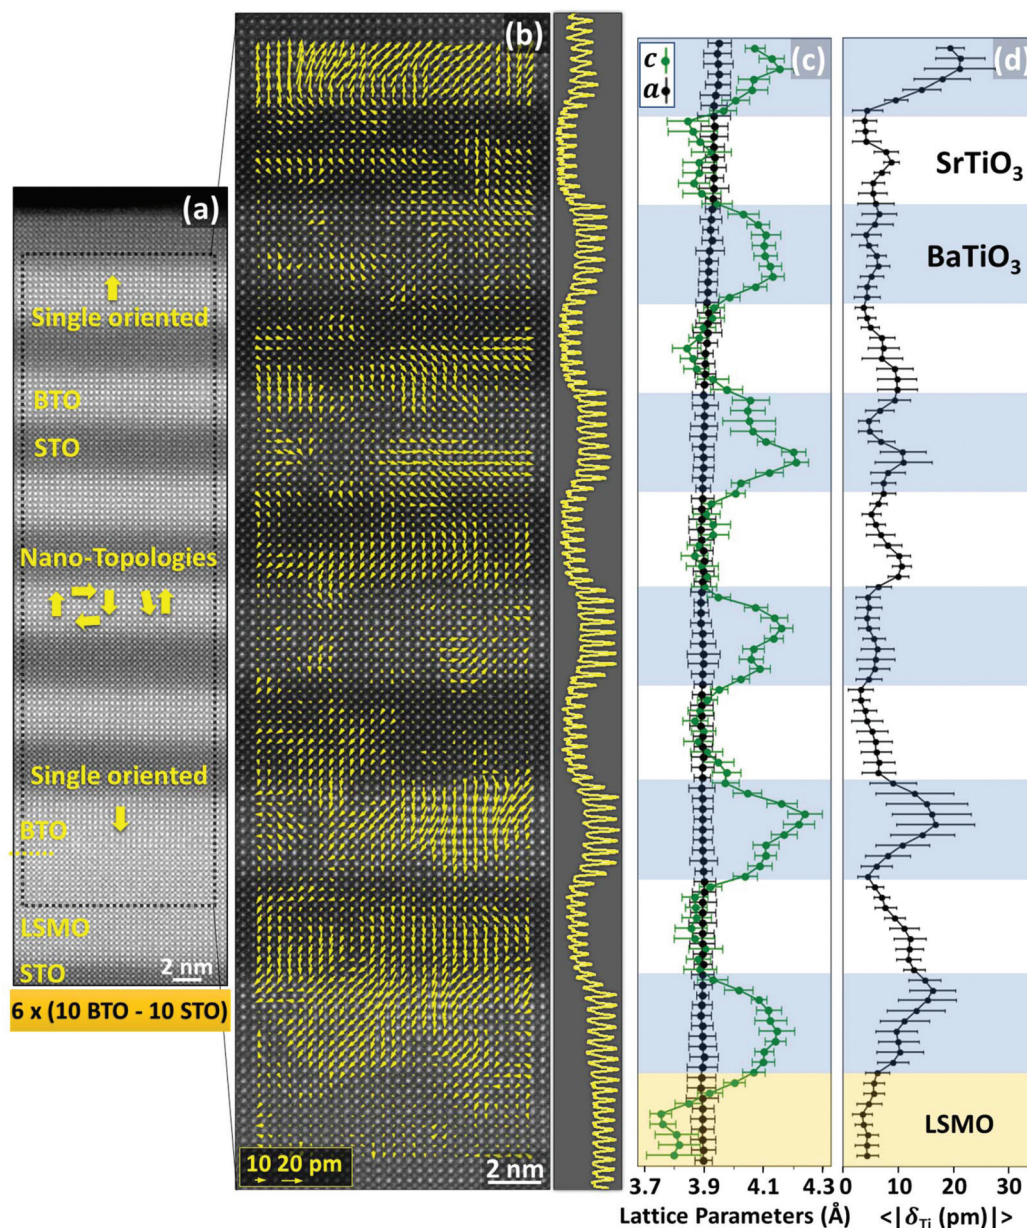 (a)
Single oriented
BTO
STO
Nano-Topologies
Single oriented
BTO
LSMO
STO
2 nm
6 x (10 BTO - 10 STO)
(b)
10 20 pm
2 nm
c
a
(c)
3.7 3.9 4.1 4.3
Lattice Parameters (Å)
(d)
SrTiO₃
BaTiO₃
LSMO
0 10 20 30
<|δTi (pm)|>